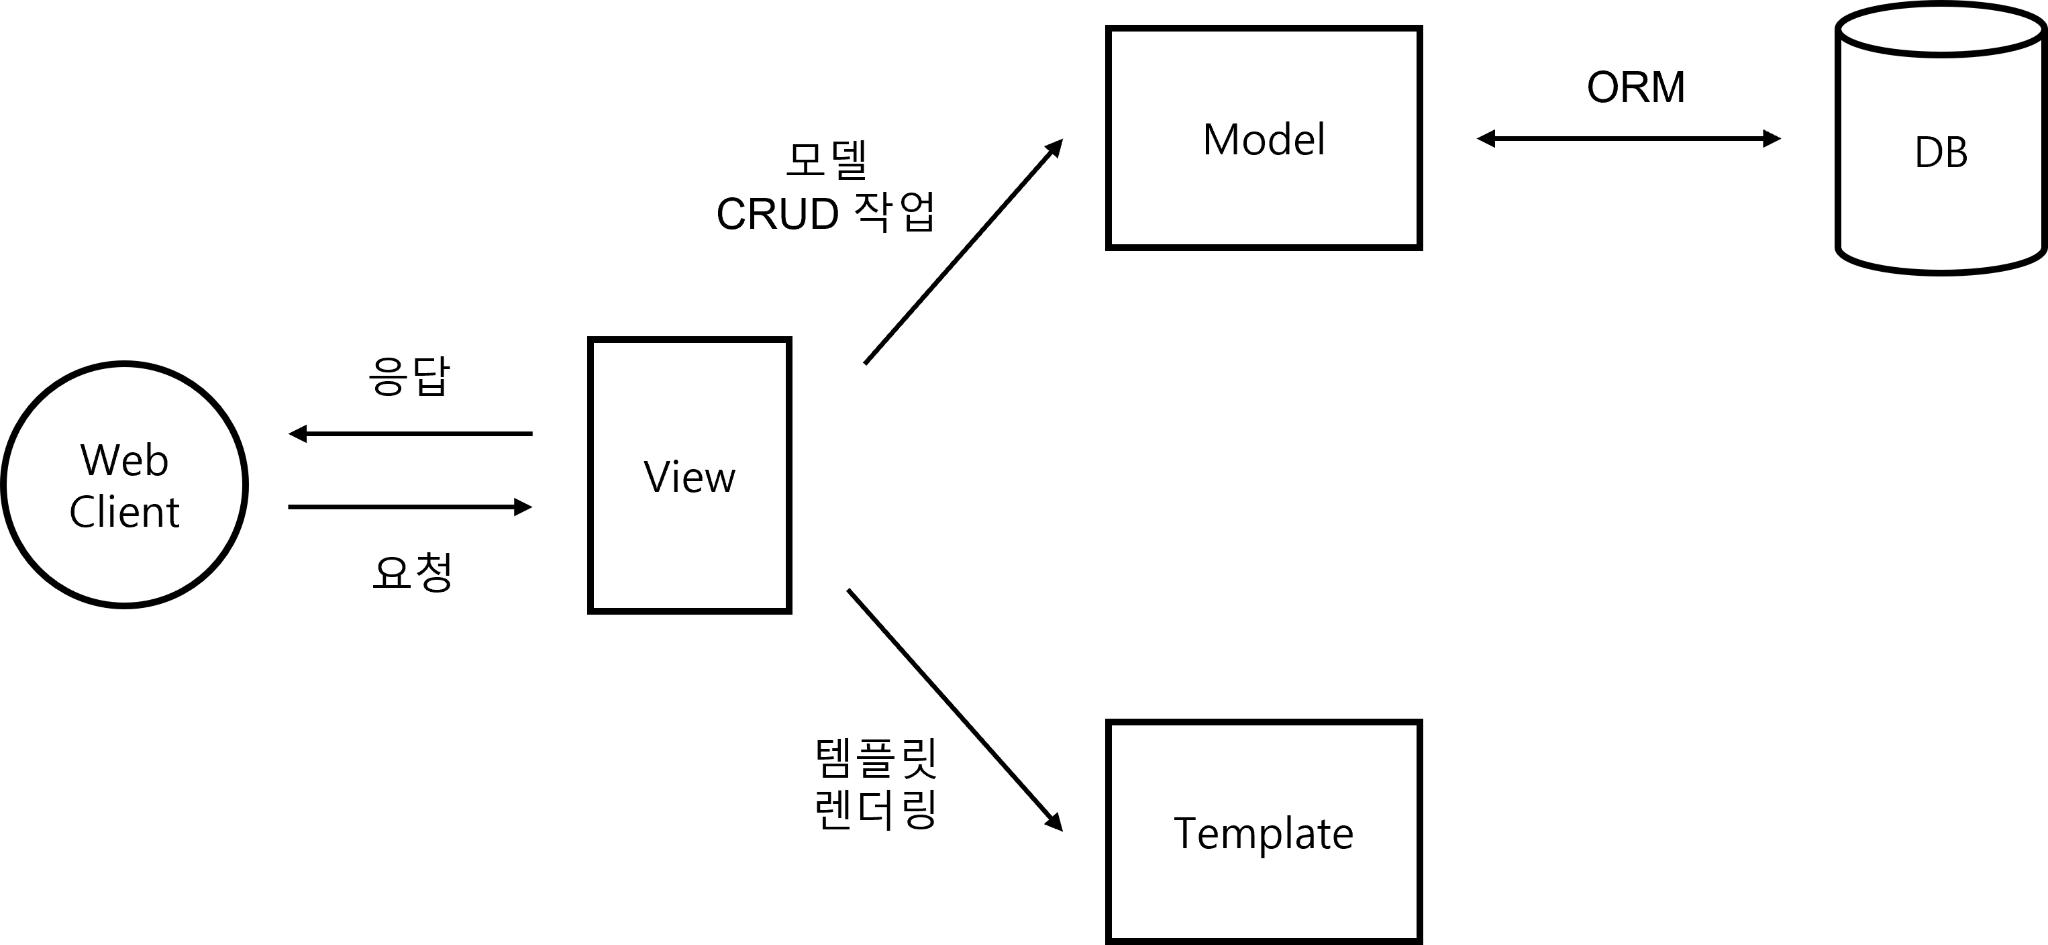 Web
Client
응답
요청
View
모델
CRUD 작업
Model
ORM
DB
템플릿
렌더링
Template